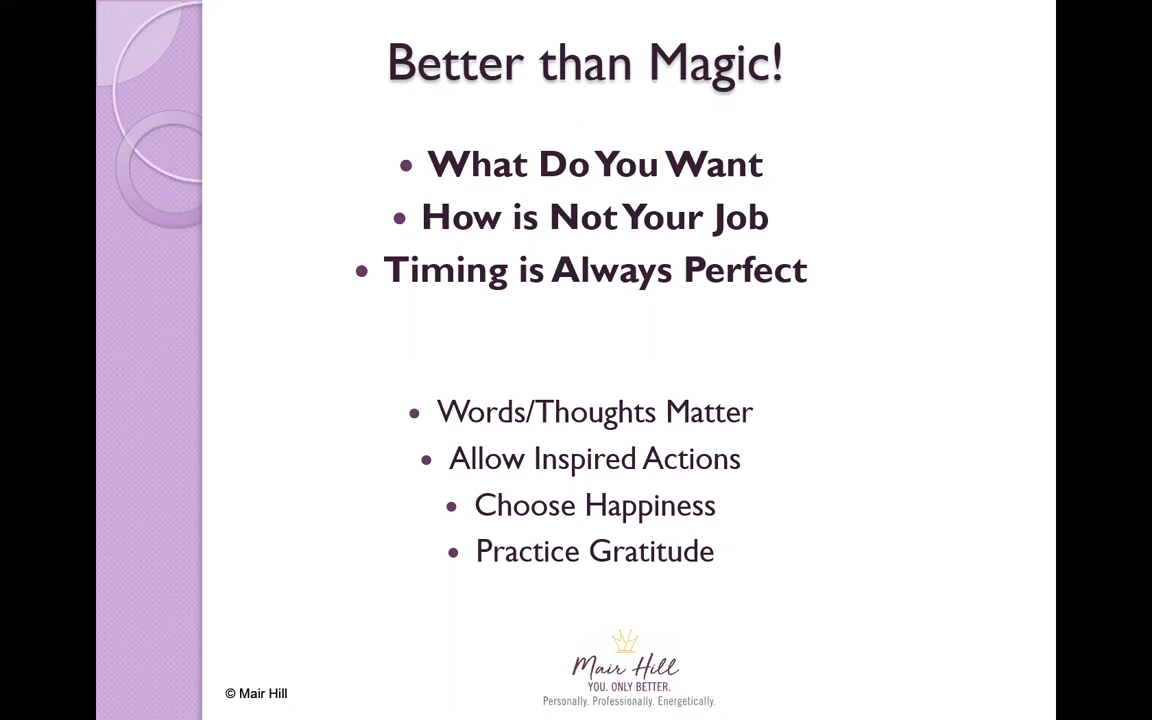 Better than Magic!
• What Do You Want
• How is Not Your Job
• Timing is Always Perfect
• Words/Thoughts Matter
• Allow Inspired Actions
• Choose Happiness
• Practice Gratitude
Mair Hill
YOU. ONLY BETTER.
Personally. Professionally. Energetically.
© Mair Hill